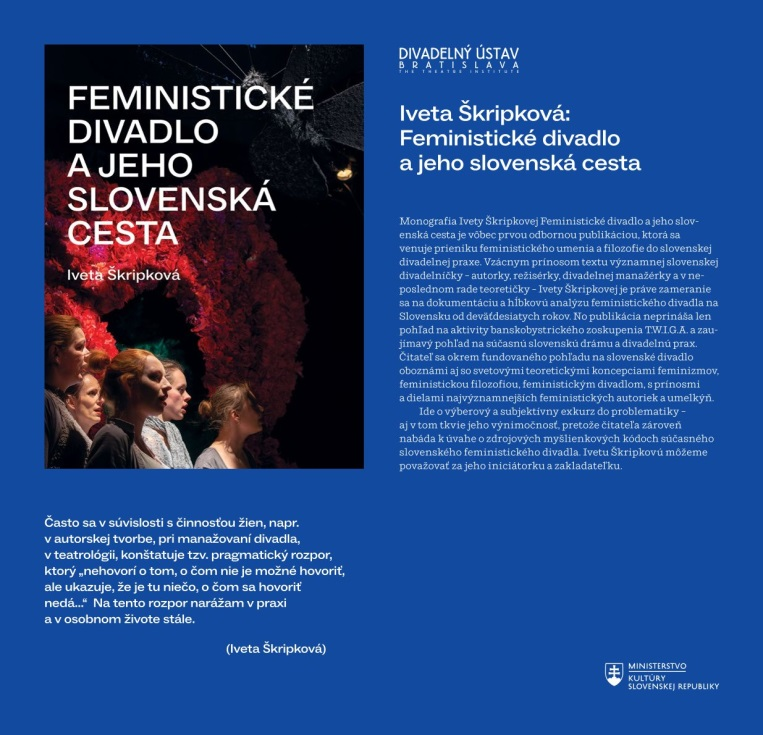 FEMINISTICKÉ
DIVADLO
A JEHO
SLOVENSKÁ
CESTA
Iveta Škripková
Často sa v súvislosti s činnosťou žien, napr.
v autorskej tvorbe, pri manažovaní divadla,
v teatrológii, konštatuje tzv. pragmatický rozpor,
ktorý „nehovorí o tom, o čom nie je možné hovoriť,
ale ukazuje, že je tu niečo, o čom sa hovoriť
nedá...“ Na tento rozpor narážam v praxi
a v osobnom živote stále.
(Iveta Škripková)
DIVADELNÝ ÚSTAV
BRATISLAVA
THE THEATRE INSTITUTE
Iveta Škripková:
Feministické divadlo
a jeho slovenská cesta
Monografia Ivety Škripkovej Feministické divadlo a jeho slov-
enská cesta je vôbec prvou odbornou publikáciou, ktorá sa
venuje prieniku feministického umenia a filozofie do slovenskej
divadelnej praxe. Vzácnym prínosom textu významnej slovenskej
divadelníčky – autorky, režisérky, divadelnej manažérky a v ne-
poslednom rade teoretičky – Ivety Škripkovej je práve zameranie
sa na dokumentáciu a hĺbkovú analýzu feministického divadla na
Slovensku od deväťdesiatych rokov. No publikácia neprináša len
pohľad na aktivity banskobystrického zoskupenia T.W.I.G.A. a zau-
jímavý pohľad na súčasnú slovenskú drámu a divadelnú prax.
Čitateľ sa okrem fundovaného pohľadu na slovenské divadlo
oboznámi aj so svetovými teoretickými koncepciami feminizmov,
feministickou filozofiou, feministickým divadlom, s prínosmi
a dielami najvýznamnejších feministických autoriek a umelkýň.
Ide o výberový a subjektívny exkurz do problematiky –
aj v tom tkvie jeho výnimočnosť, pretože čitateľa zároveň
nabáda k úvahe o zdrojových myšlienkových kódoch súčasného
slovenského feministického divadla. Ivetu Škripkovú môžeme
považovať za jeho iniciátorku a zakladateľku.
MINISTERSTVO
KULTÚRY
SLOVENSKEJ REPUBLIKY